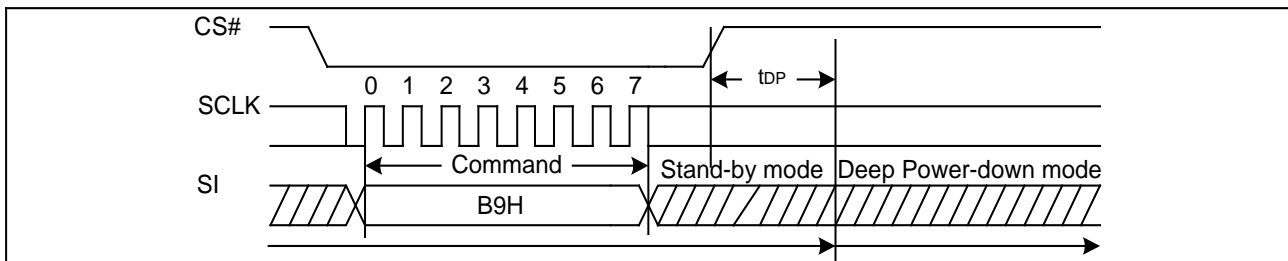 CS#
tDP
0 1 2 3 4 5 6 7
SCLK
Command
Stand-by mode Deep Power-down mode
SI
B9H